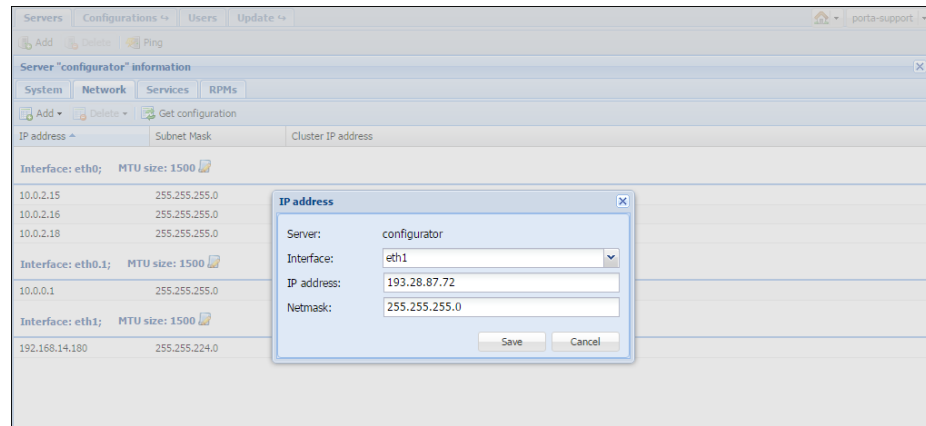 Servers Configurations Users Update porta-support
Add Delete Ping
Server "configurator" information
System Network Services RPMs
Add Delete Get configuration
IP address Subnet Mask Cluster IP address
Interface: eth0; MTU size: 1500
10.0.2.15 255.255.255.0
10.0.2.16 255.255.255.0
10.0.2.18 255.255.255.0
Interface: eth0.1; MTU size: 1500
10.0.0.1 255.255.255.0
Interface: eth1; MTU size: 1500
192.168.14.180 255.255.224.0
IP address
Server: configurator
Interface: eth1
IP address: 193.28.87.72
Netmask: 255.255.255.0
Save Cancel